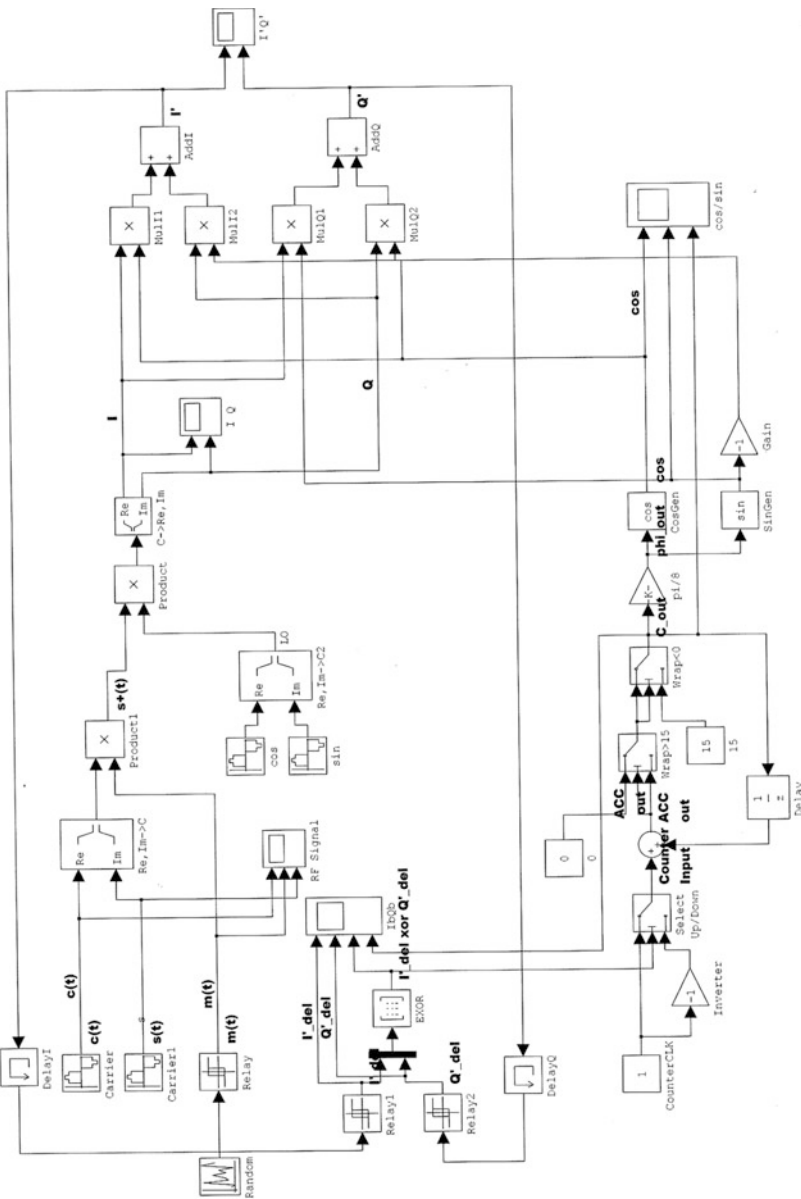 DelayI
Carrier
c(t)
c(t)
Carrier1
s(t)
s
Random
Relay
m(t)
m(t)
Re
Im
Re,Im->C
Product1
s+(t)
RF Signal
cos
sin
Re
Im
Re,Im->C2
LO
Product
Re
Im
C->Re,Im
I
I Q
Q
MulI1
MulI2
AddI
I'
MulQ1
MulQ2
AddQ
Q'
I'Q'
Relay1
Relay2
I'_del
Q'_del
Q'_del
EXOR
I'_del xor Q'_del
IbQb
DelayQ
1
CounterCLK
-1
Inverter
Select
Up/Down
Counter
Input
ACC
out
ACC
out
0
0
Wrap>15
15
15
Wrap<0
C_out
1
z
Delay
-K-
pi/8
phi_out
cos
CosGen
cos
sin
SinGen
-1
Gain
cos
cos/sin